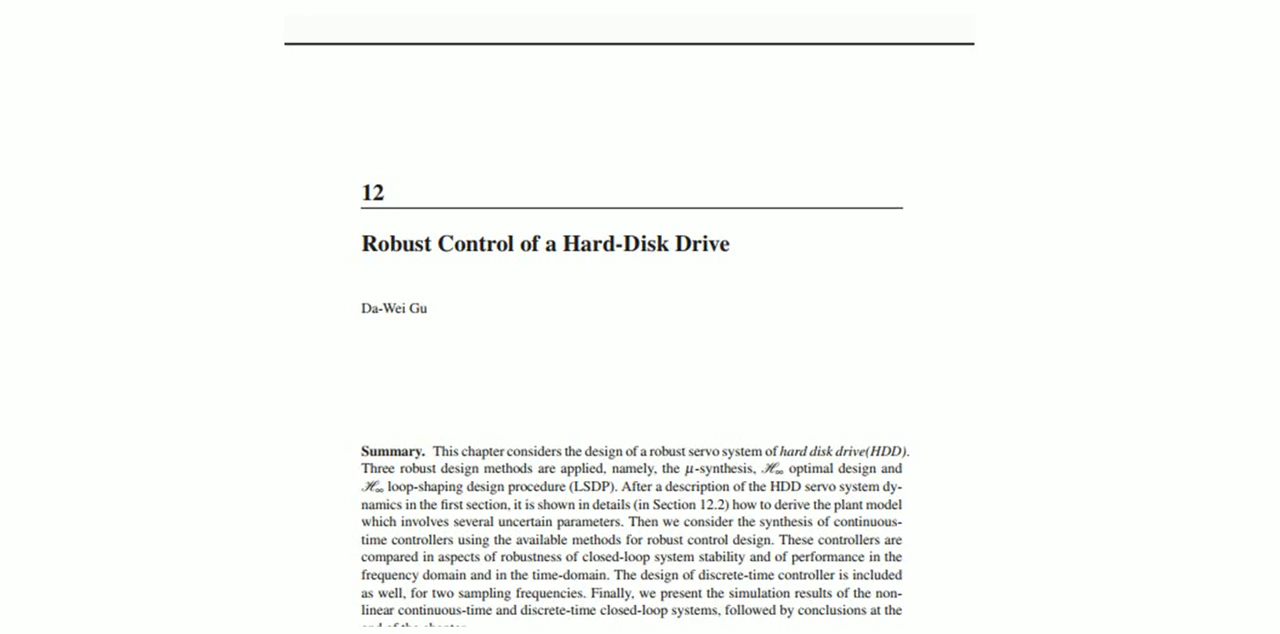 12
Robust Control of a Hard-Disk Drive
Da-Wei Gu
Summary. This chapter considers the design of a robust servo system of hard disk drive(HDD).
Three robust design methods are applied, namely, the μ-synthesis, ℋ∞ optimal design and
ℋ∞ loop-shaping design procedure (LSDP). After a description of the HDD servo system dy-
namics in the first section, it is shown in details (in Section 12.2) how to derive the plant model
which involves several uncertain parameters. Then we consider the synthesis of continuous-
time controllers using the available methods for robust control design. These controllers are
compared in aspects of robustness of closed-loop system stability and of performance in the
frequency domain and in the time-domain. The design of discrete-time controller is included
as well, for two sampling frequencies. Finally, we present the simulation results of the non-
linear continuous-time and discrete-time closed-loop systems, followed by conclusions at the